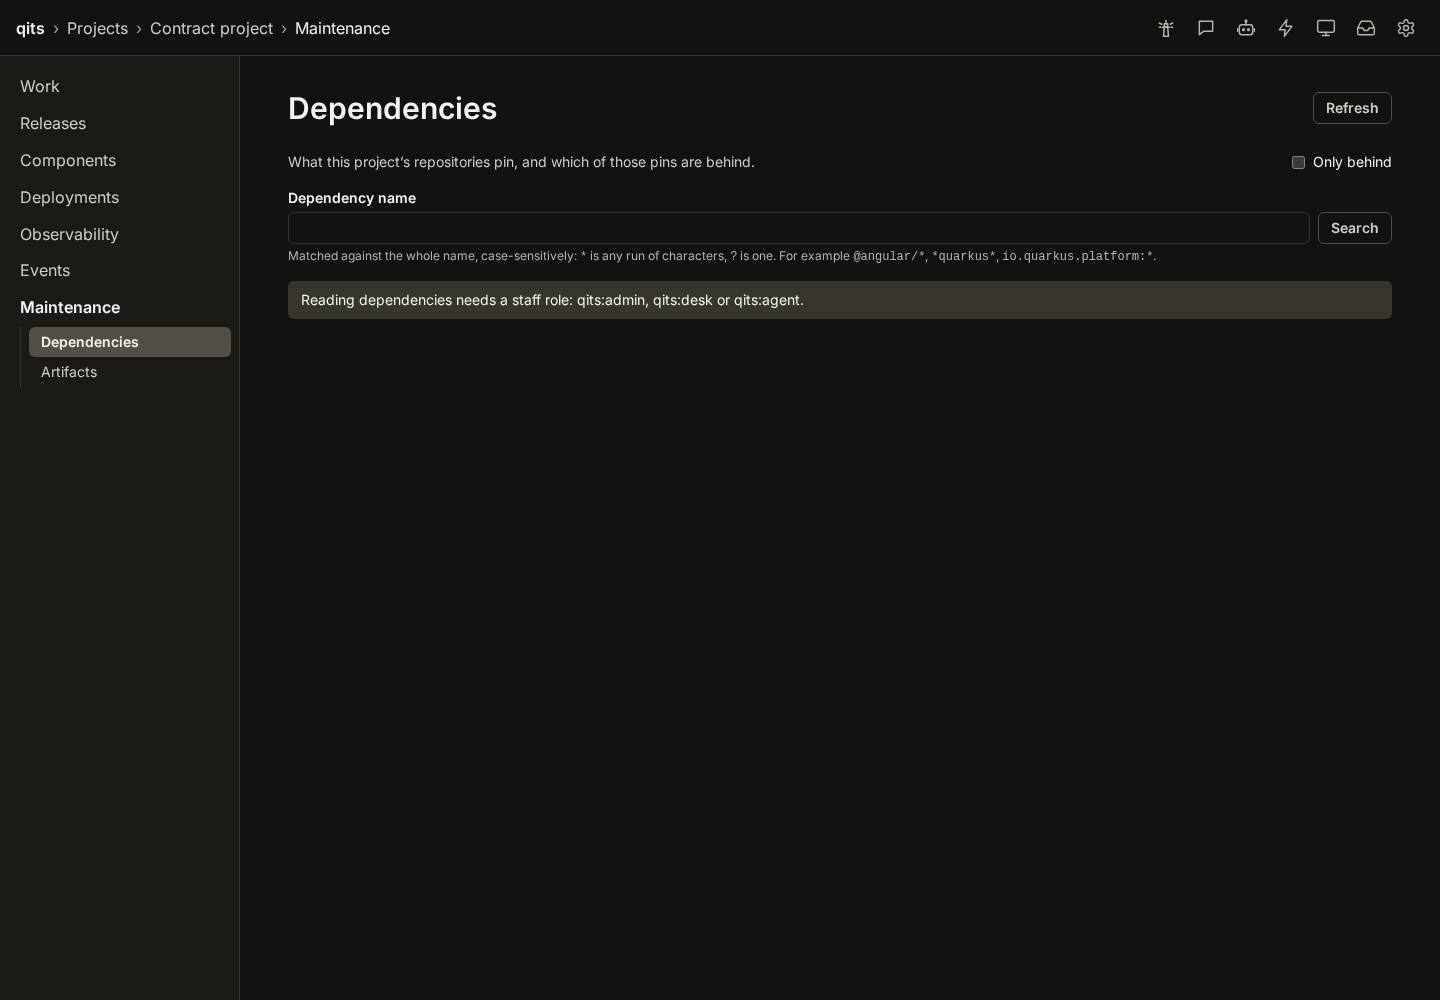 qits › Projects › Contract project › Maintenance
Work
Releases
Components
Deployments
Observability
Events
Maintenance
Dependencies
Artifacts
Dependencies
Refresh
What this project’s repositories pin, and which of those pins are behind.
Only behind
Dependency name
Search
Matched against the whole name, case-sensitively: * is any run of characters, ? is one. For example @angular/*, *quarkus*, io.quarkus.platform:*.
Reading dependencies needs a staff role: qits:admin, qits:desk or qits:agent.